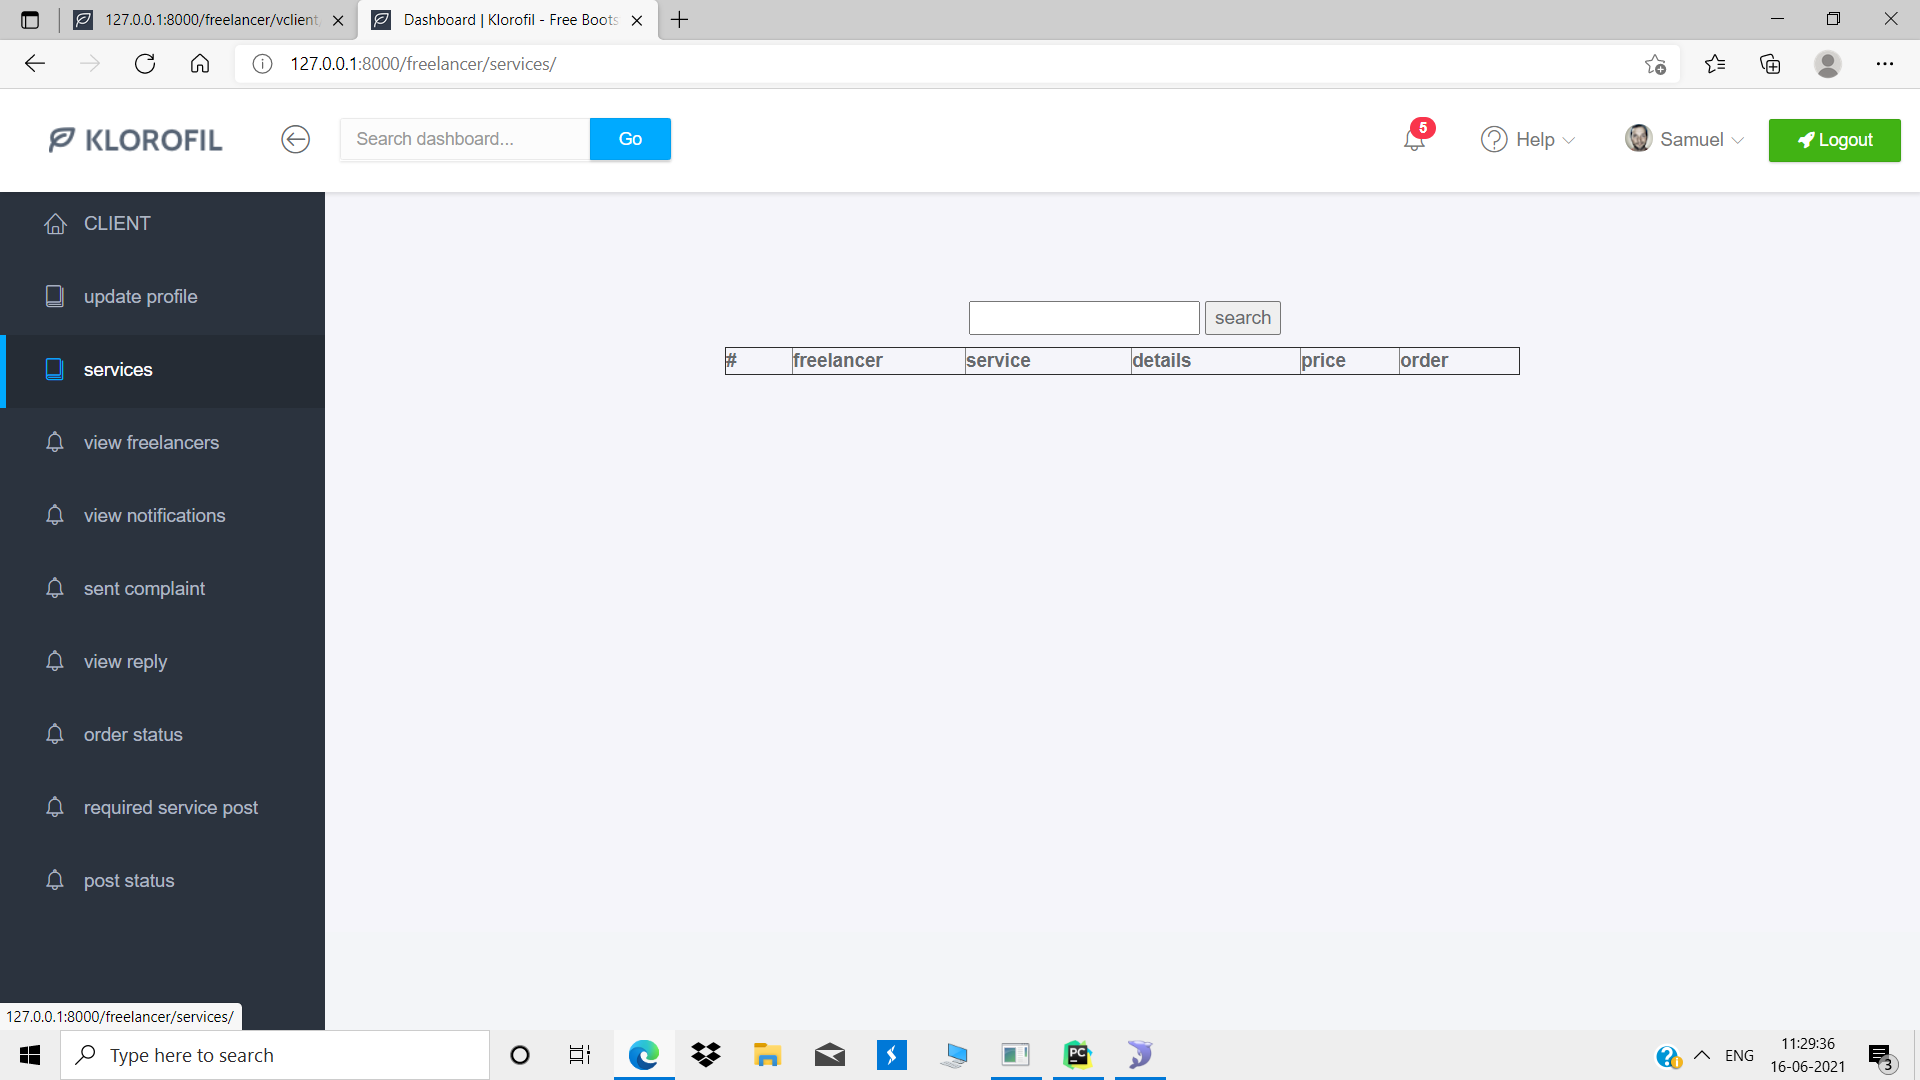 127.0.0.1:8000/freelancer/vclient
Dashboard | Klorofil - Free Boots
127.0.0.1:8000/freelancer/services/
KLOROFIL
Search dashboard...
Go
5
Help
Samuel
Logout
CLIENT
update profile
services
view freelancers
view notifications
sent complaint
view reply
order status
required service post
post status
search
# freelancer service details price order
127.0.0.1:8000/freelancer/services/
Type here to search
PC
ENG
11:29:36
16-06-2021
3